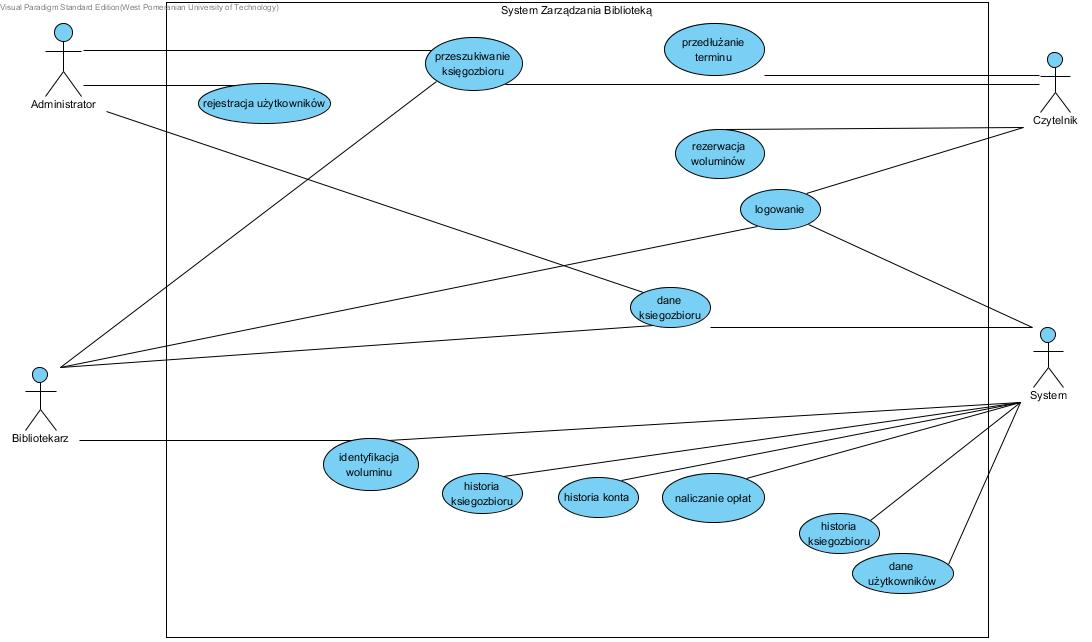 Visual Paradigm Standard Edition(West Pomeranian University of Technology)
System Zarządzania Biblioteką
przeszukiwanie
księgozbioru
przedłużanie
terminu
Administrator
rejestracja użytkowników
Czytelnik
rezerwacja
woluminów
logowanie
dane
ksiegozbioru
System
Bibliotekarz
identyfikacja
woluminu
historia
ksiegozbioru
historia konta
naliczanie opłat
historia
ksiegozbioru
dane
użytkowników